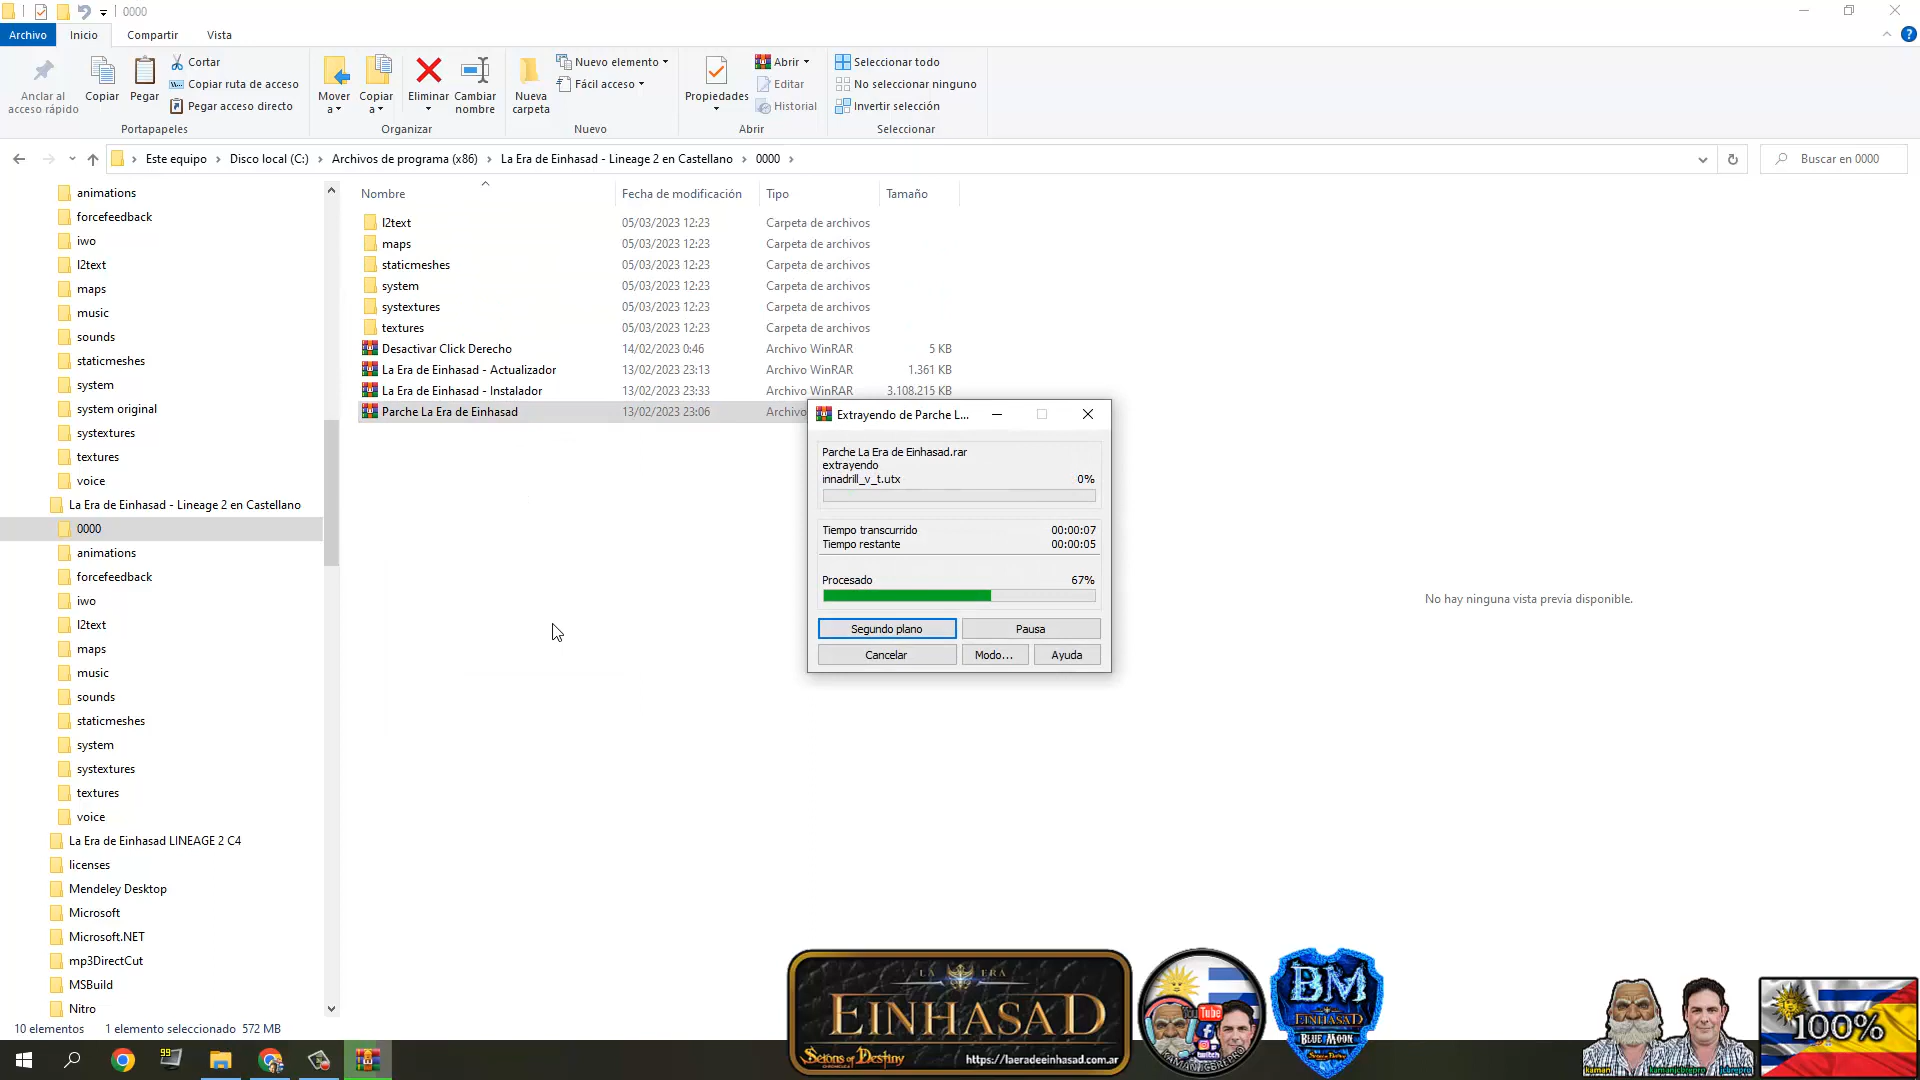 0000
Archivo
Inicio
Compartir
Vista
Anclar al acceso rápido
Copiar
Pegar
Cortar
Copiar ruta de acceso
Pegar acceso directo
Portapapeles
Mover a
Copiar a
Eliminar
Cambiar nombre
Organizar
Nueva carpeta
Nuevo elemento
Fácil acceso
Nuevo
Propiedades
Abrir
Editar
Historial
Abrir
Seleccionar todo
No seleccionar ninguno
Invertir selección
Seleccionar
Este equipo > Disco local (C:) > Archivos de programa (x86) > La Era de Einhasad - Lineage 2 en Castellano > 0000 >
Buscar en 0000
animations
forcefeedback
iwo
l2text
maps
music
sounds
staticmeshes
system
system original
systextures
textures
voice
La Era de Einhasad - Lineage 2 en Castellano
0000
animations
forcefeedback
iwo
l2text
maps
music
sounds
staticmeshes
system
systextures
textures
voice
La Era de Einhasad LINEAGE 2 C4
licenses
Mendeley Desktop
Microsoft
Microsoft.NET
mp3DirectCut
MSBuild
Nitro
Nombre Fecha de modificación Tipo Tamaño
l2text 05/03/2023 12:23 Carpeta de archivos
maps 05/03/2023 12:23 Carpeta de archivos
staticmeshes 05/03/2023 12:23 Carpeta de archivos
system 05/03/2023 12:23 Carpeta de archivos
systextures 05/03/2023 12:23 Carpeta de archivos
textures 05/03/2023 12:23 Carpeta de archivos
Desactivar Click Derecho 14/02/2023 0:46 Archivo WinRAR 5 KB
La Era de Einhasad - Actualizador 13/02/2023 23:13 Archivo WinRAR 1.361 KB
La Era de Einhasad - Instalador 13/02/2023 23:33 Archivo WinRAR 3.108.215 KB
Parche La Era de Einhasad 13/02/2023 23:06 Archivo
Extrayendo de Parche L...
Parche La Era de Einhasad.rar
extrayendo
innadrill_v_t.utx 0%
Tiempo transcurrido 00:00:07
Tiempo restante 00:00:05
Procesado 67%
Segundo plano
Pausa
Cancelar
Modo...
Ayuda
No hay ninguna vista previa disponible.
10 elementos 1 elemento seleccionado 572 MB
99
LA ERA
EINHASAD
Scions of Destiny
https://laeradeeinhasad.com.ar
You Tube
twitch
KAMANJCBREPRO
BM
EINHASAD
BLUE MOON
kaman
kamanjcbrepro
jcbrepro
100%